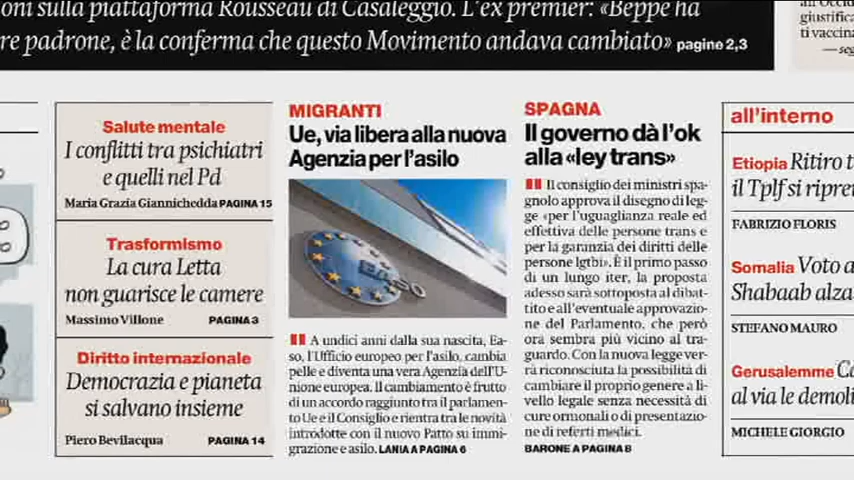 oni sulla piattaforma Rousseau di Casaleggio. L'ex premier: «Beppe ha
re padrone, è la conferma che questo Movimento andava cambiato» pagine 2,3
giustifica
ti vaccina
Salute mentale
I conflitti tra psichiatri
e quelli nel Pd
Maria Grazia Giannichedda PAGINA 15
Trasformismo
La cura Letta
non guarisce le camere
Massimo Villone PAGINA 3
Diritto internazionale
Democrazia e pianeta
si salvano insieme
Piero Bevilacqua PAGINA 14
MIGRANTI
Ue, via libera alla nuova
Agenzia per l'asilo
EASO
A undici anni dalla sua nascita, Ea-
so, l'Ufficio europeo per l'asilo, cambia
pelle e diventa una vera Agenzia dell'U-
nione europea. Il cambiamento è frutto
di un accordo raggiunto tra il parlamen-
to Ue e il Consiglio e rientra tra le novità
introdotte con il nuovo Patto su immi-
grazione e asilo. LANIA A PAGINA 6
SPAGNA
Il governo dà l'ok
alla «ley trans»
Il consiglio dei ministri spa-
gnolo approva il disegno di leg-
ge «per l'uguaglianza reale ed
effettiva delle persone trans e
per la garanzia dei diritti delle
persone lgtbi». È il primo passo
di un lungo iter, la proposta
adesso sarà sottoposta al dibat-
tito e all'eventuale approvazio-
ne del Parlamento, che però
ora sembra più vicino al tra-
guardo. Con la nuova legge ver-
rà riconosciuta la possibilità di
cambiare il proprio genere a li-
vello legale senza necessità di
cure ormonali o di presentazio-
ne di referti medici.
BARONE A PAGINA 8
all'interno
Etiopia Ritiro t
il Tplf si ripre
FABRIZIO FLORIS
Somalia Voto a
Shabaab alza
STEFANO MAURO
Gerusalemme Ca
al via le demoli
MICHELE GIORGIO